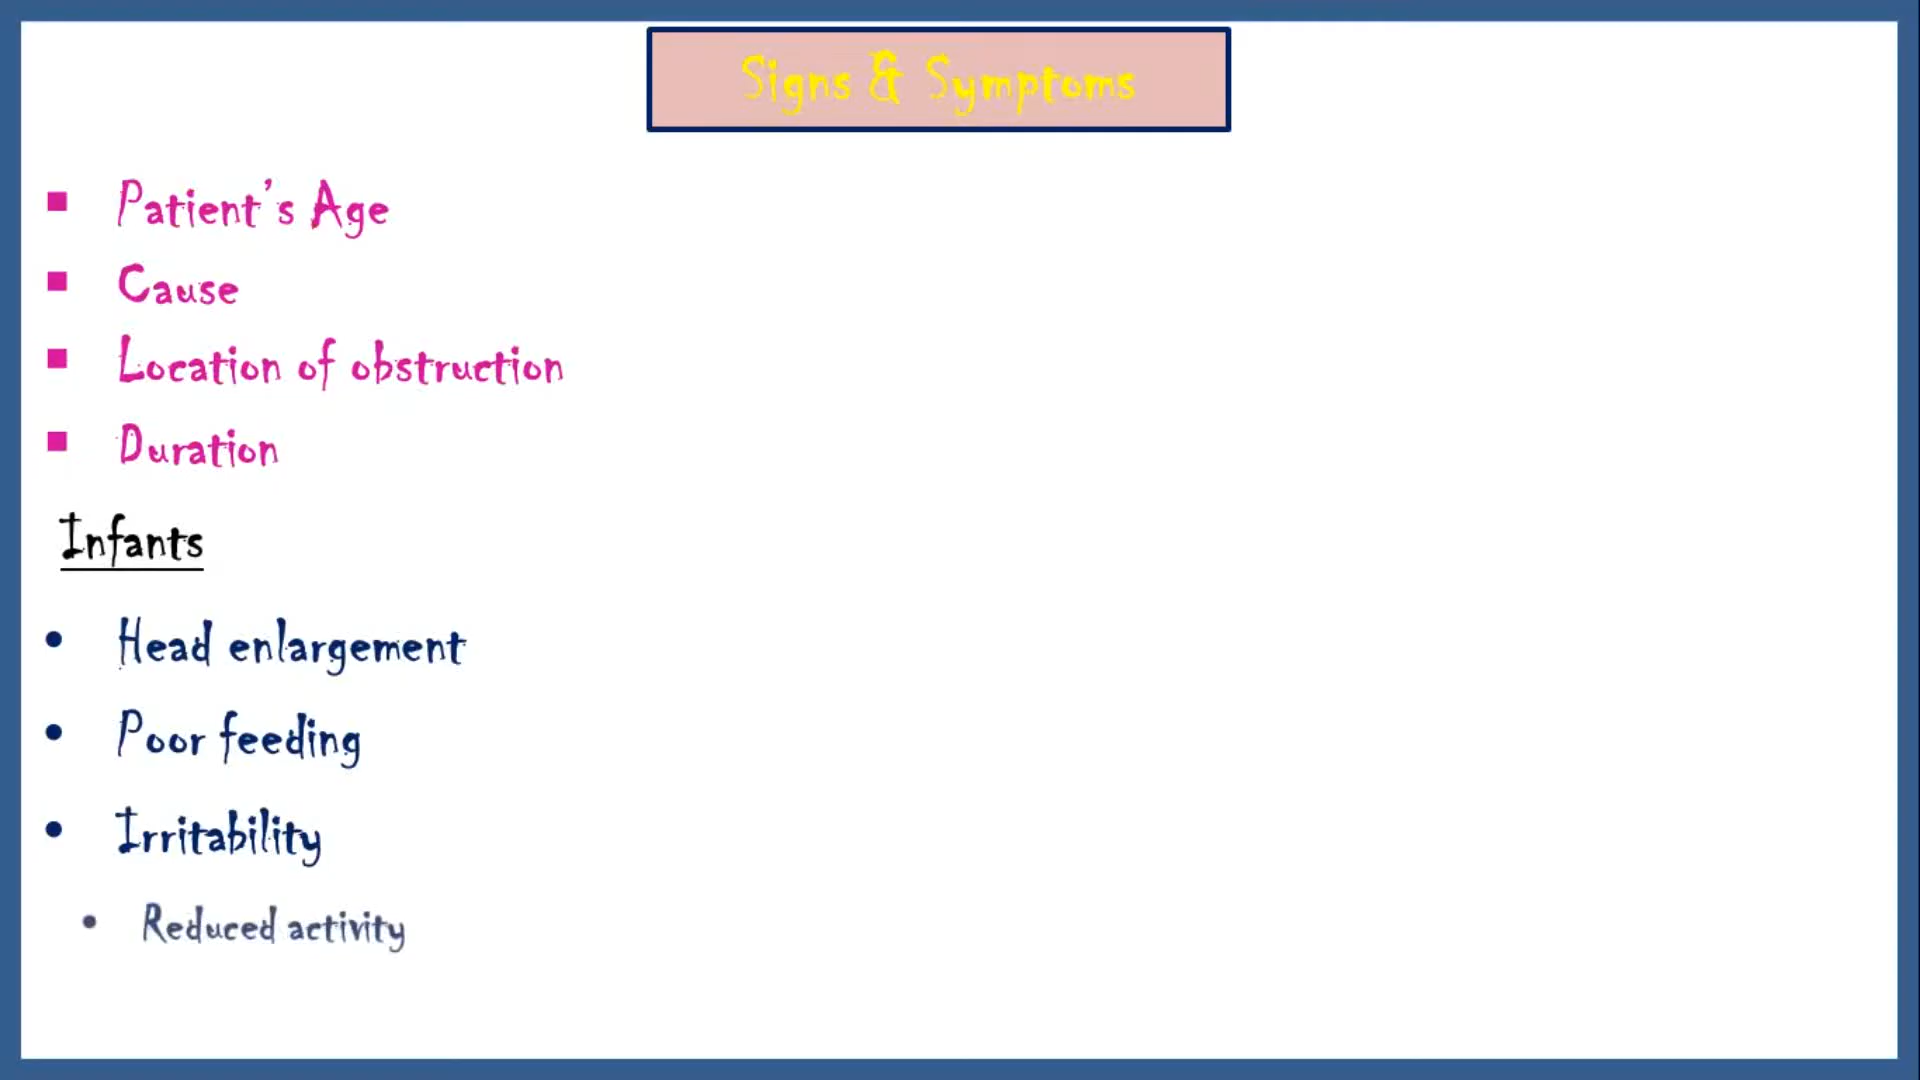 Signs & Symptoms
Patient's Age
Cause
Location of obstruction
Duration
Infants
Head enlargement
Poor feeding
Irritability
Reduced activity